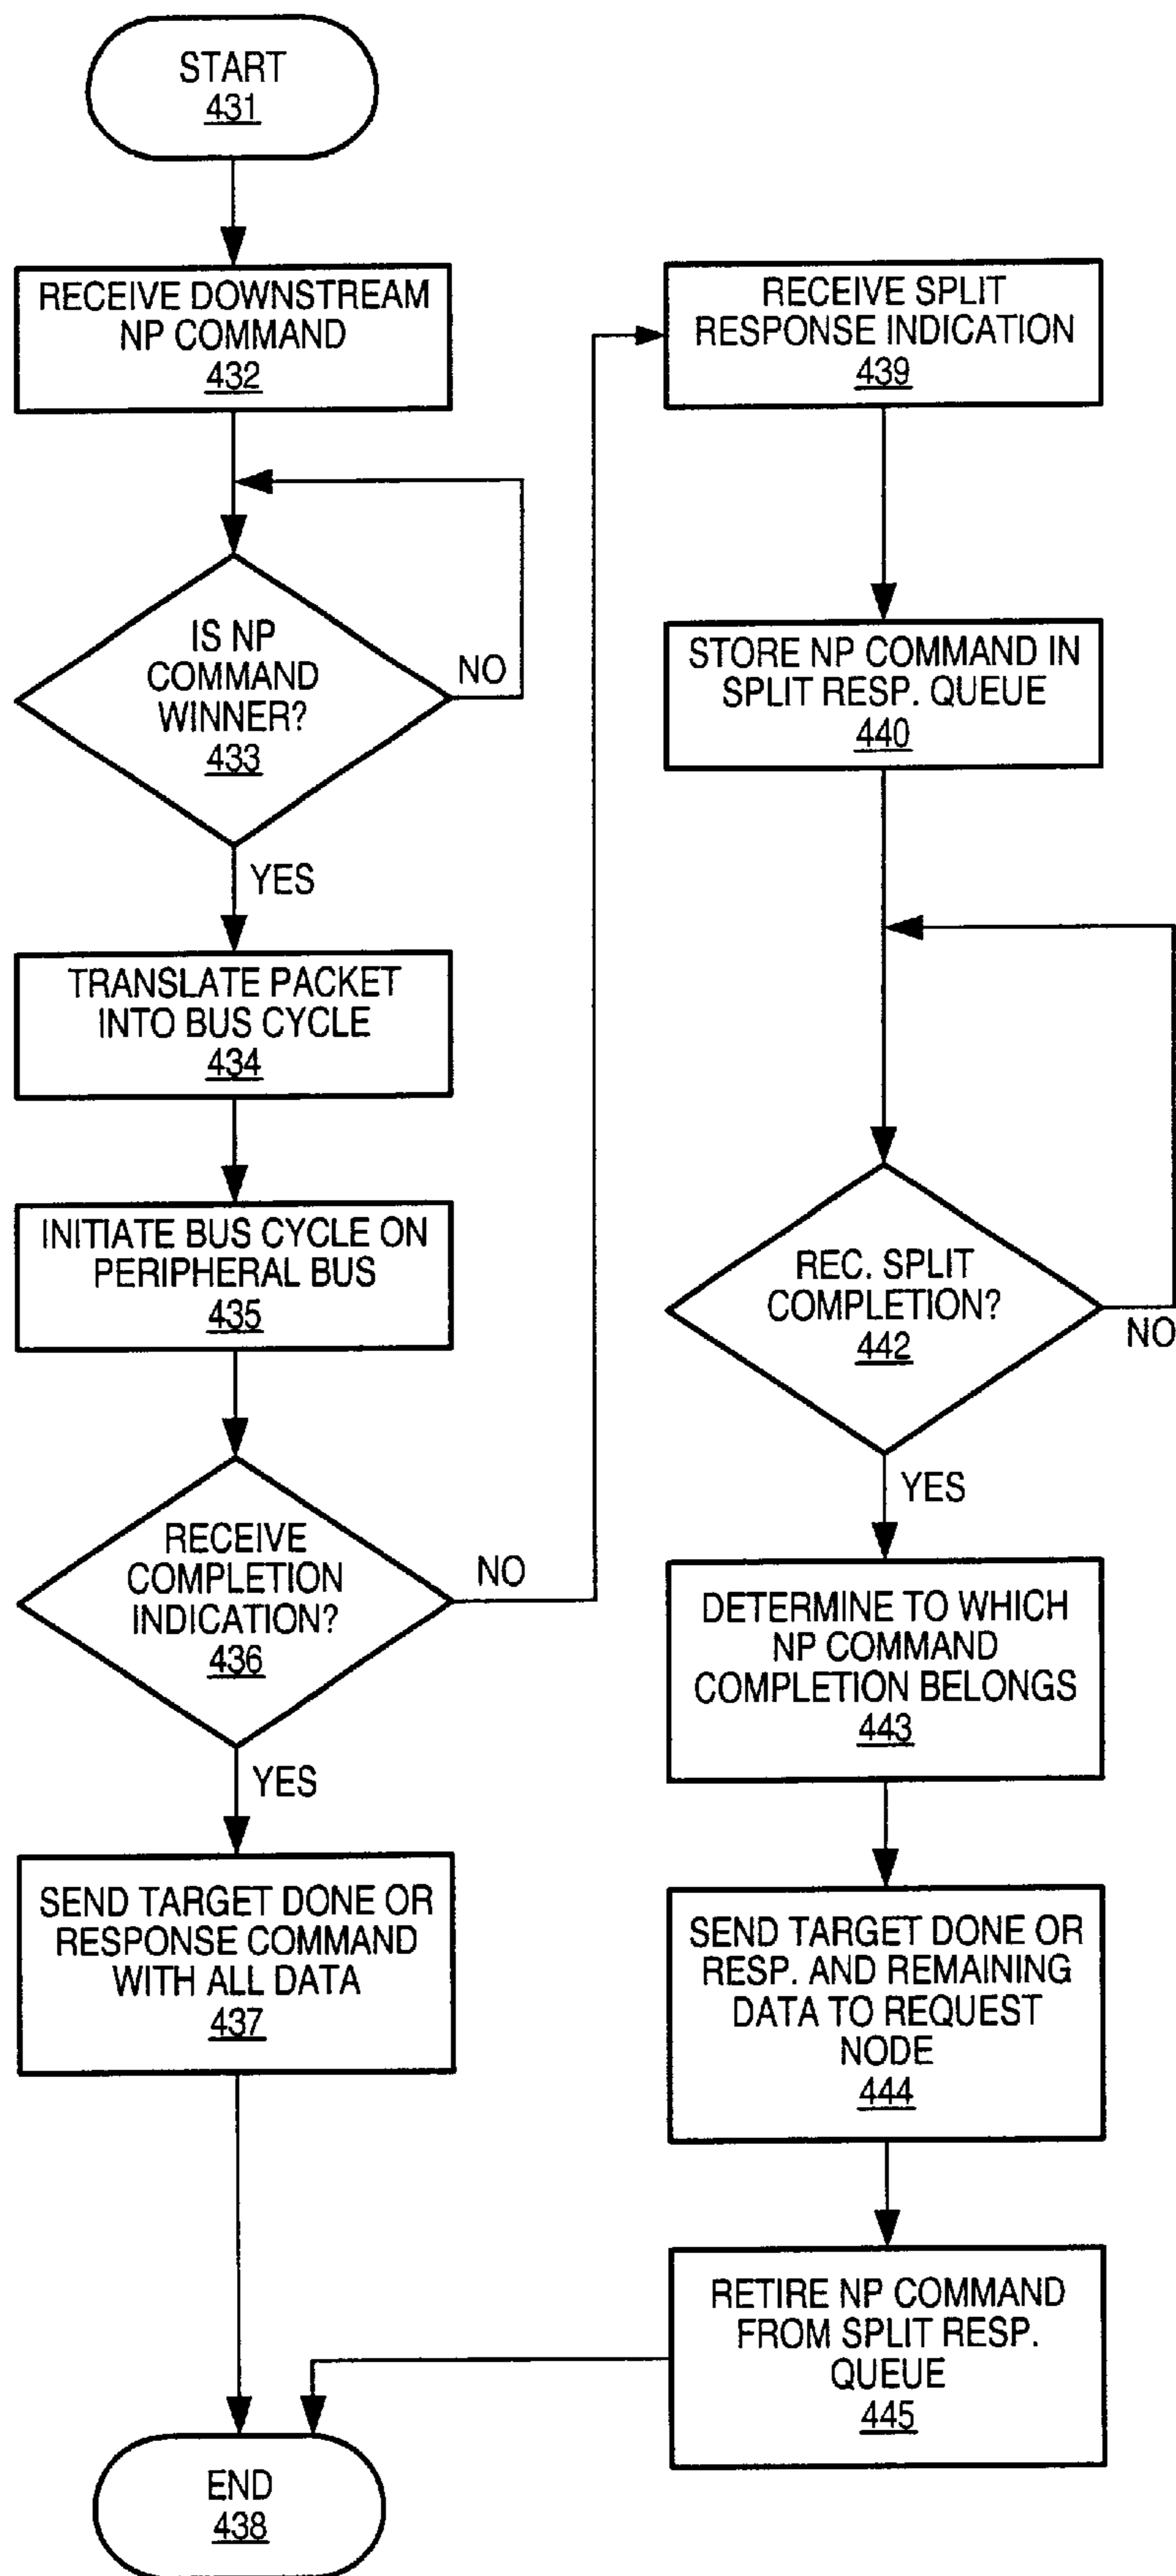 START
431
RECEIVE DOWNSTREAM
NP COMMAND
432
IS NP
COMMAND
WINNER?
433
NO
YES
TRANSLATE PACKET
INTO BUS CYCLE
434
INITIATE BUS CYCLE ON
PERIPHERAL BUS
435
RECEIVE
COMPLETION
INDICATION?
436
NO
YES
SEND TARGET DONE OR
RESPONSE COMMAND
WITH ALL DATA
437
END
438
RECEIVE SPLIT
RESPONSE INDICATION
439
STORE NP COMMAND IN
SPLIT RESP. QUEUE
440
REC. SPLIT
COMPLETION?
442
NO
YES
DETERMINE TO WHICH
NP COMMAND
COMPLETION BELONGS
443
SEND TARGET DONE OR
RESP. AND REMAINING
DATA TO REQUEST
NODE
444
RETIRE NP COMMAND
FROM SPLIT RESP.
QUEUE
445